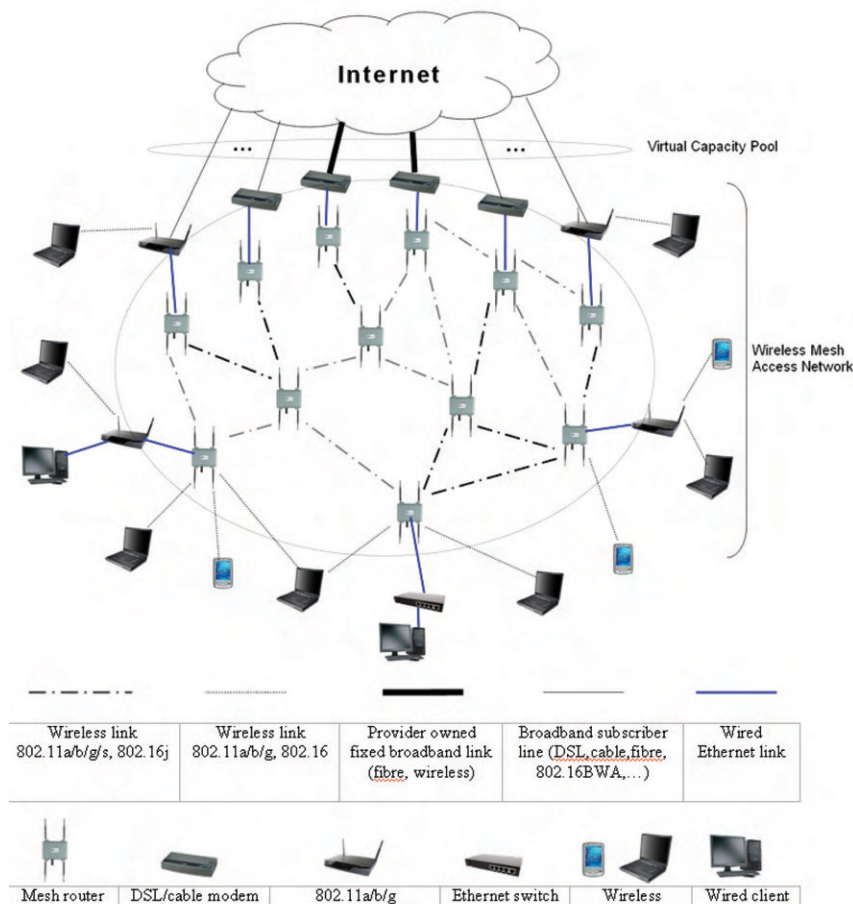 Internet
...
...
Virtual Capacity Pool
Wireless Mesh
Access Network
Wireless link
802.11a/b/g/s, 802.16j
Wireless link
802.11a/b/g, 802.16
Provider owned
fixed broadband link
(fibre, wireless)
Broadband subscriber
line (DSL,cable,fibre,
802.16BWA,...)
Wired
Ethernet link
Mesh router
DSL/cable modem
802.11a/b/g
Ethernet switch
Wireless
Wired client